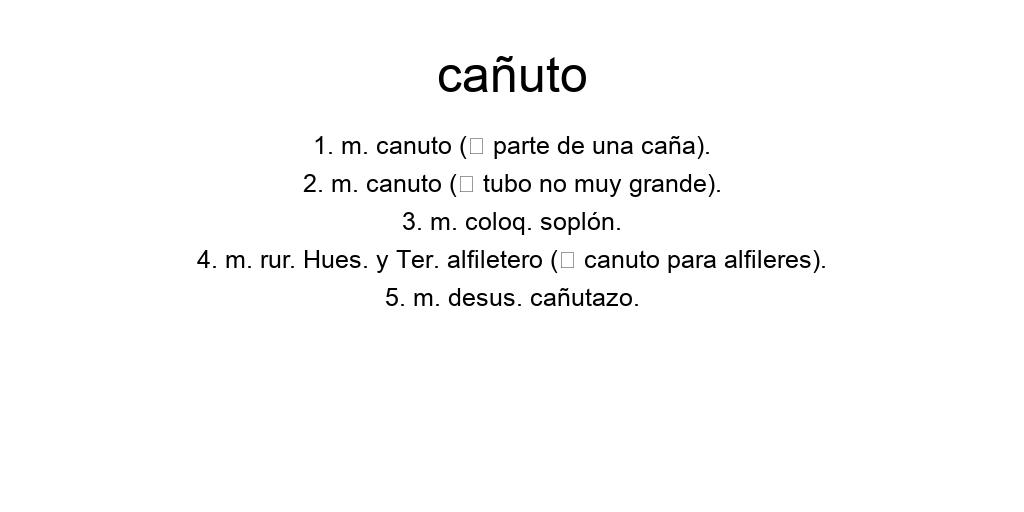 cañuto
1. m. canuto (▯ parte de una caña).
2. m. canuto (▯ tubo no muy grande).
3. m. coloq. soplón.
4. m. rur. Hues. y Ter. alfiletero (▯ canuto para alfileres).
5. m. desus. cañutazo.